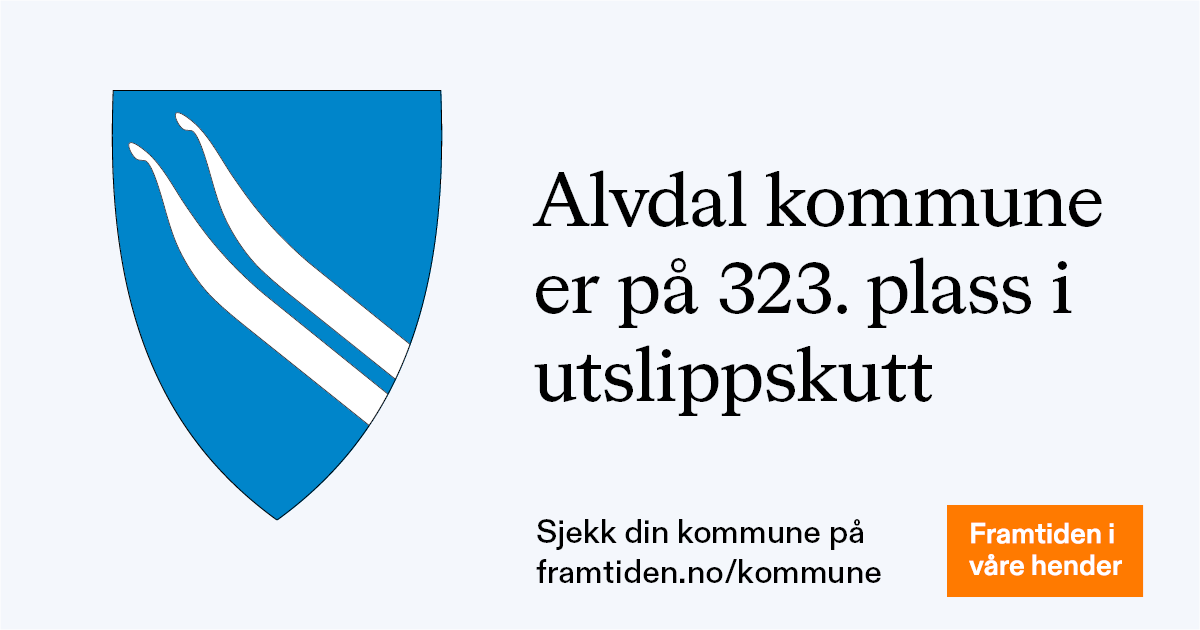 Alvdal kommune
er på 323. plass i
utslippskutt
Sjekk din kommune på
framtiden.no/kommune
Framtiden i
våre hender